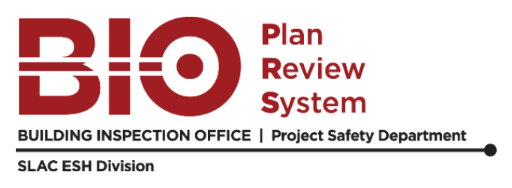 BIO
Plan
Review
System
BUILDING INSPECTION OFFICE | Project Safety Department
SLAC ESH Division